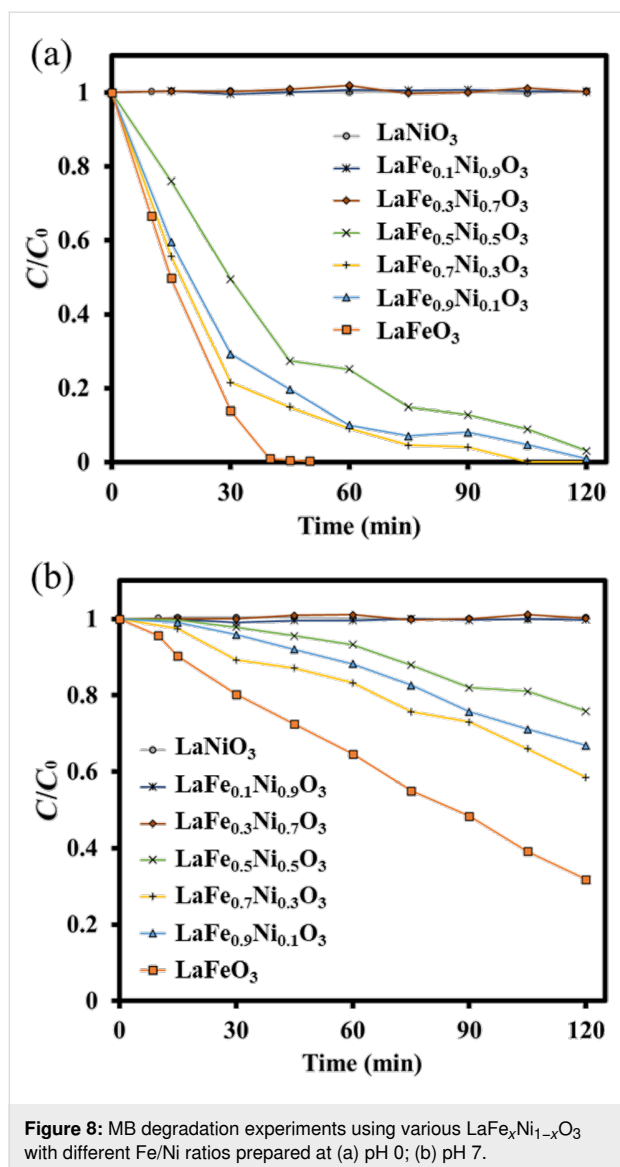 (a)
1
0.8
0.6
0.4
0.2
0
C/C₀
LaNiO₃
LaFe₀.₁Ni₀.₉O₃
LaFe₀.₃Ni₀.₇O₃
LaFe₀.₅Ni₀.₅O₃
LaFe₀.₇Ni₀.₃O₃
LaFe₀.₉Ni₀.₁O₃
LaFeO₃
0 30 60 90 120
Time (min)
(b)
1
0.8
0.6
0.4
0.2
0
C/C₀
LaNiO₃
LaFe₀.₁Ni₀.₉O₃
LaFe₀.₃Ni₀.₇O₃
LaFe₀.₅Ni₀.₅O₃
LaFe₀.₇Ni₀.₃O₃
LaFe₀.₉Ni₀.₁O₃
LaFeO₃
0 30 60 90 120
Time (min)
Figure 8: MB degradation experiments using various LaFeₓNi₁₋ₓO₃
with different Fe/Ni ratios prepared at (a) pH 0; (b) pH 7.